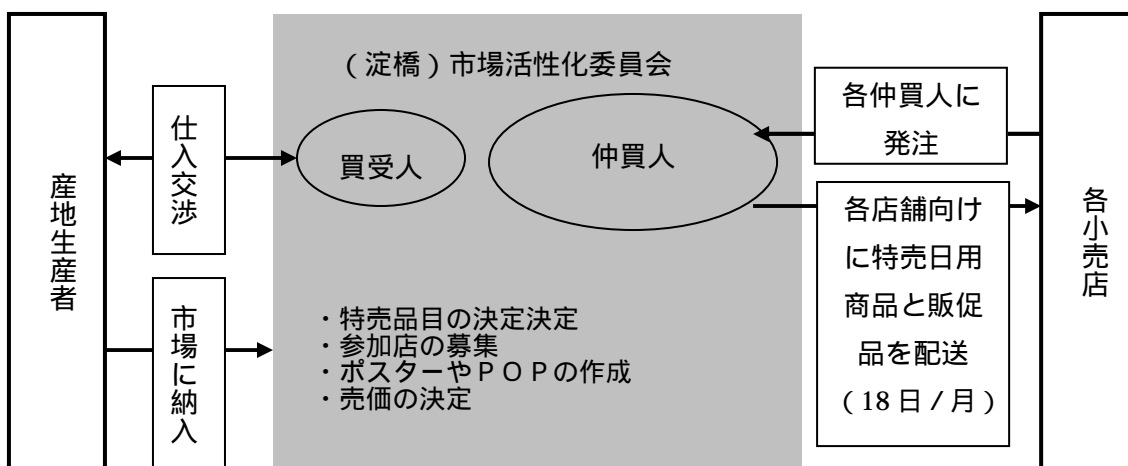 産地生産者
仕入交渉
市場に納入
（淀橋）市場活性化委員会
買受人
仲買人
・特売品目の決定決定
・参加店の募集
・ポスターやＰＯＰの作成
・売価の決定
各仲買人に
発注
各店舗向け
に特売日用
商品と販促
品を配送
（18 日 / 月）
各小売店